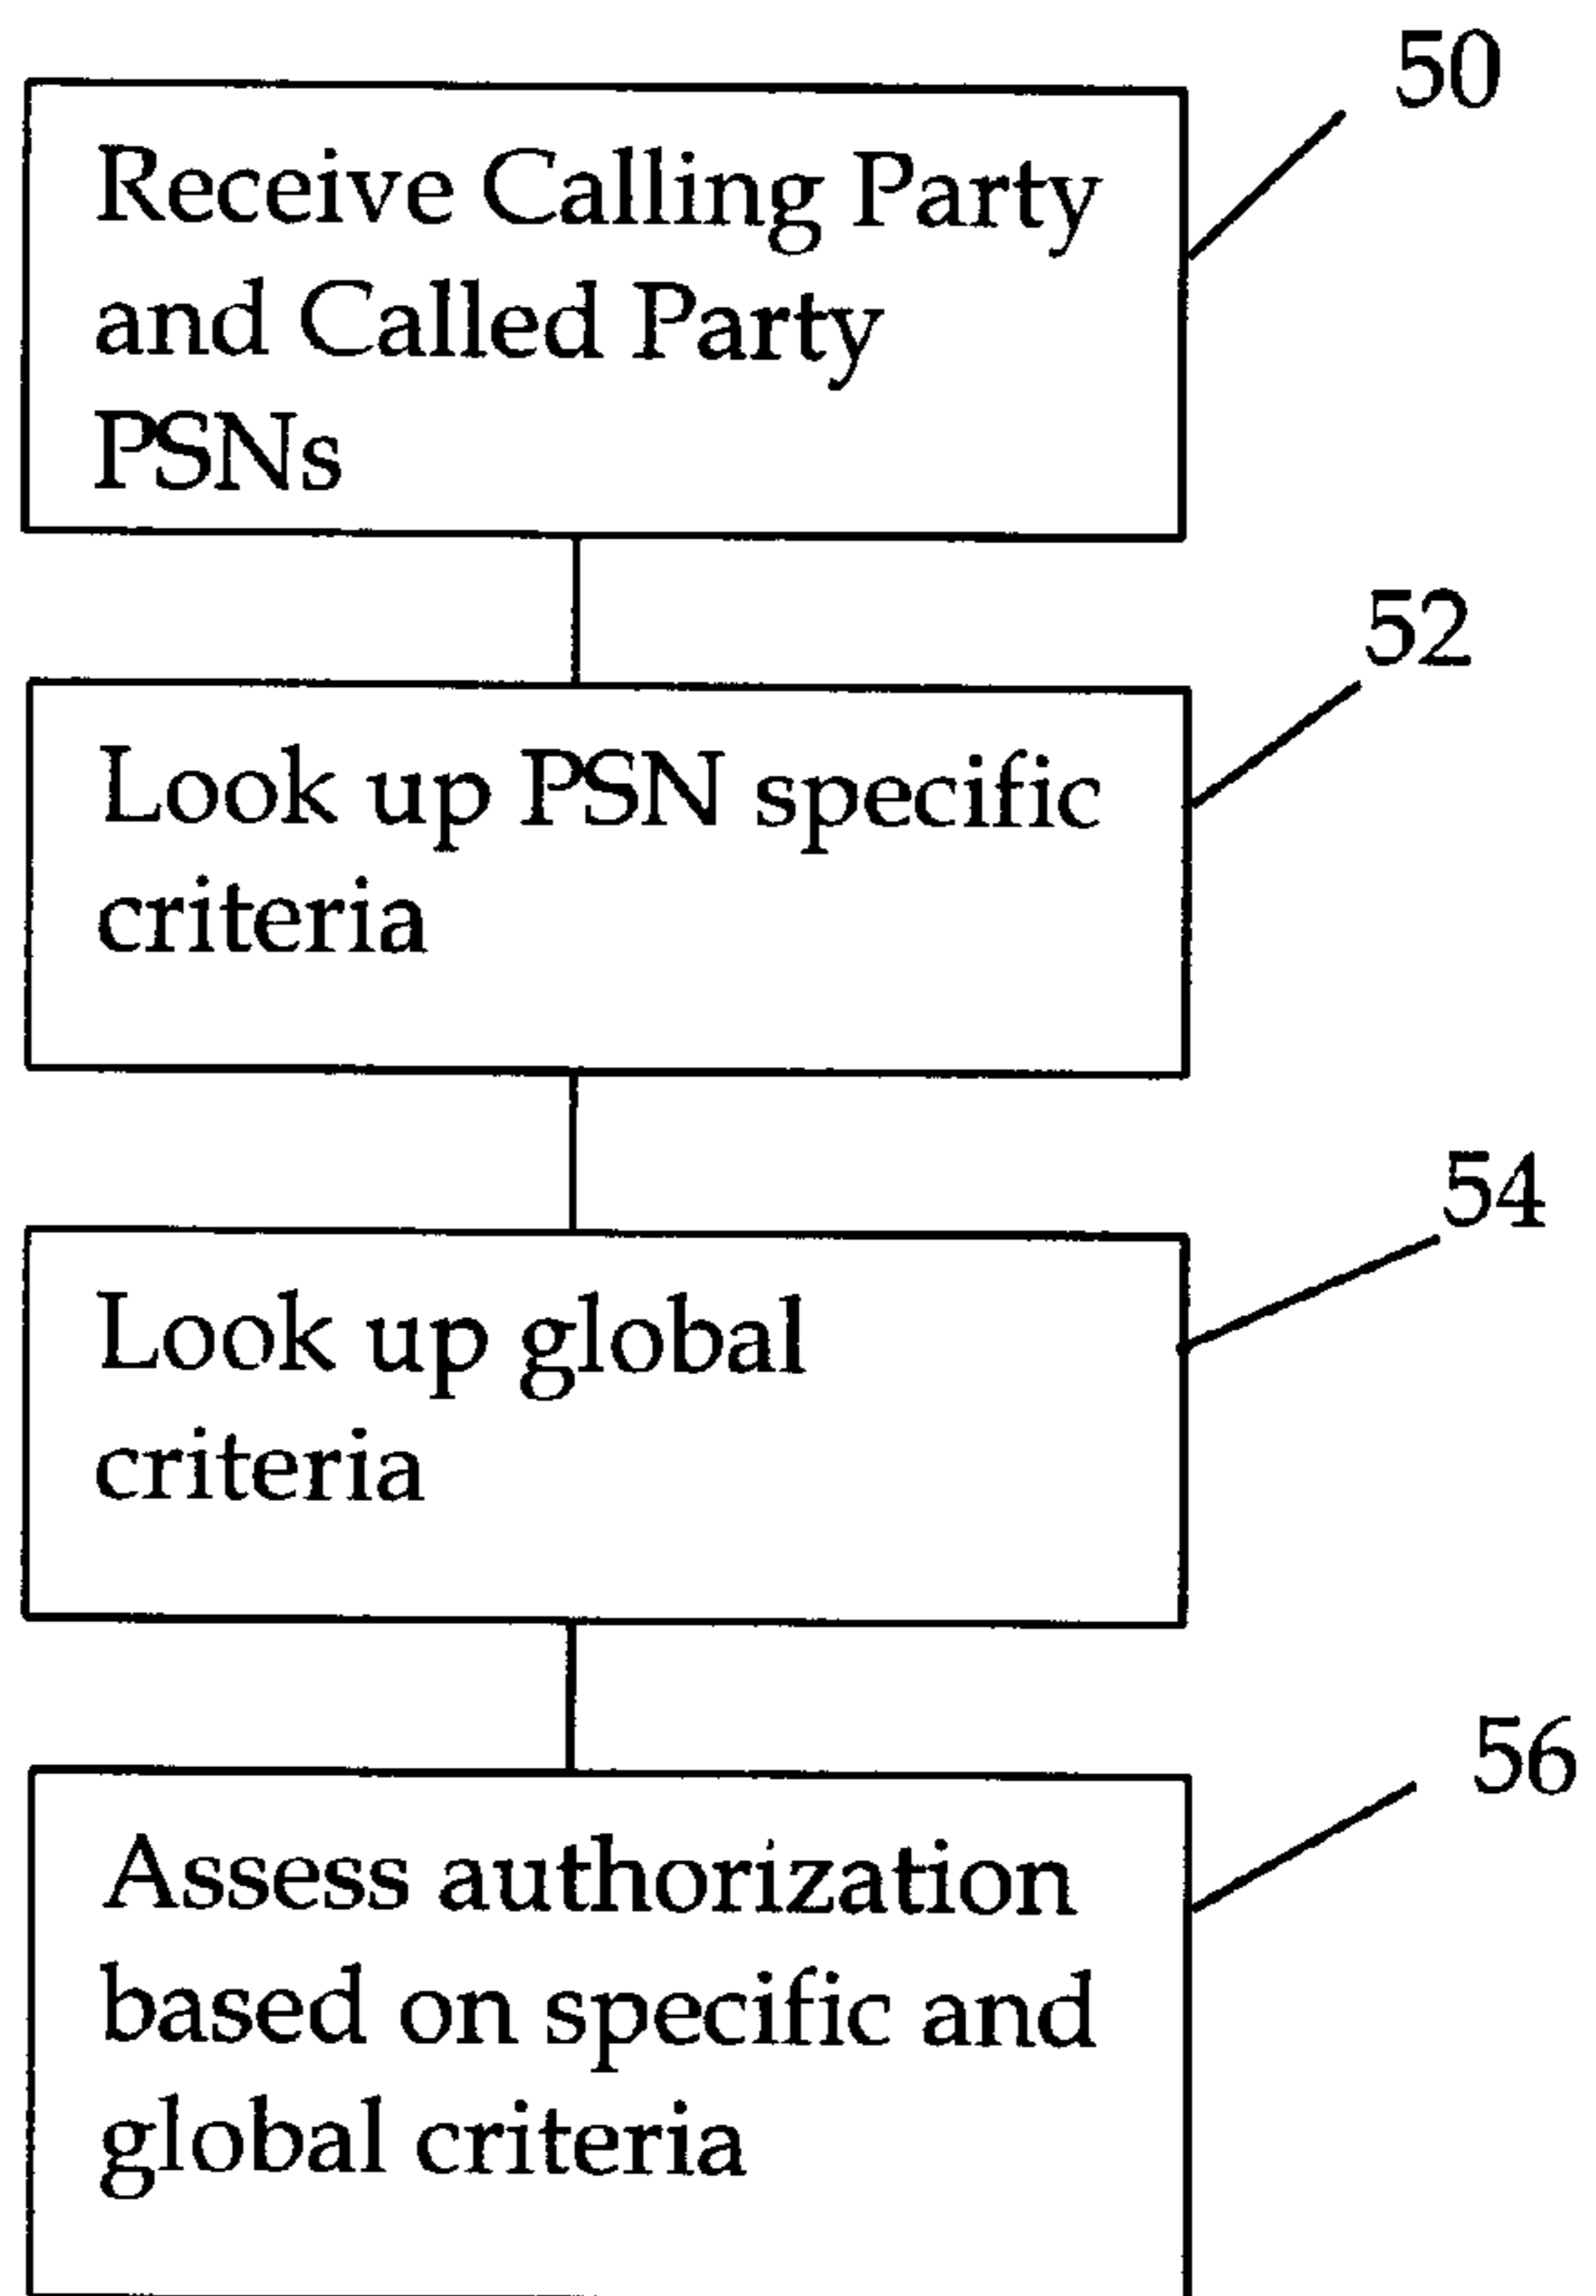 50
Receive Calling Party
and Called Party
PSNs
52
Look up PSN specific
criteria
54
Look up global
criteria
56
Assess authorization
based on specific and
global criteria